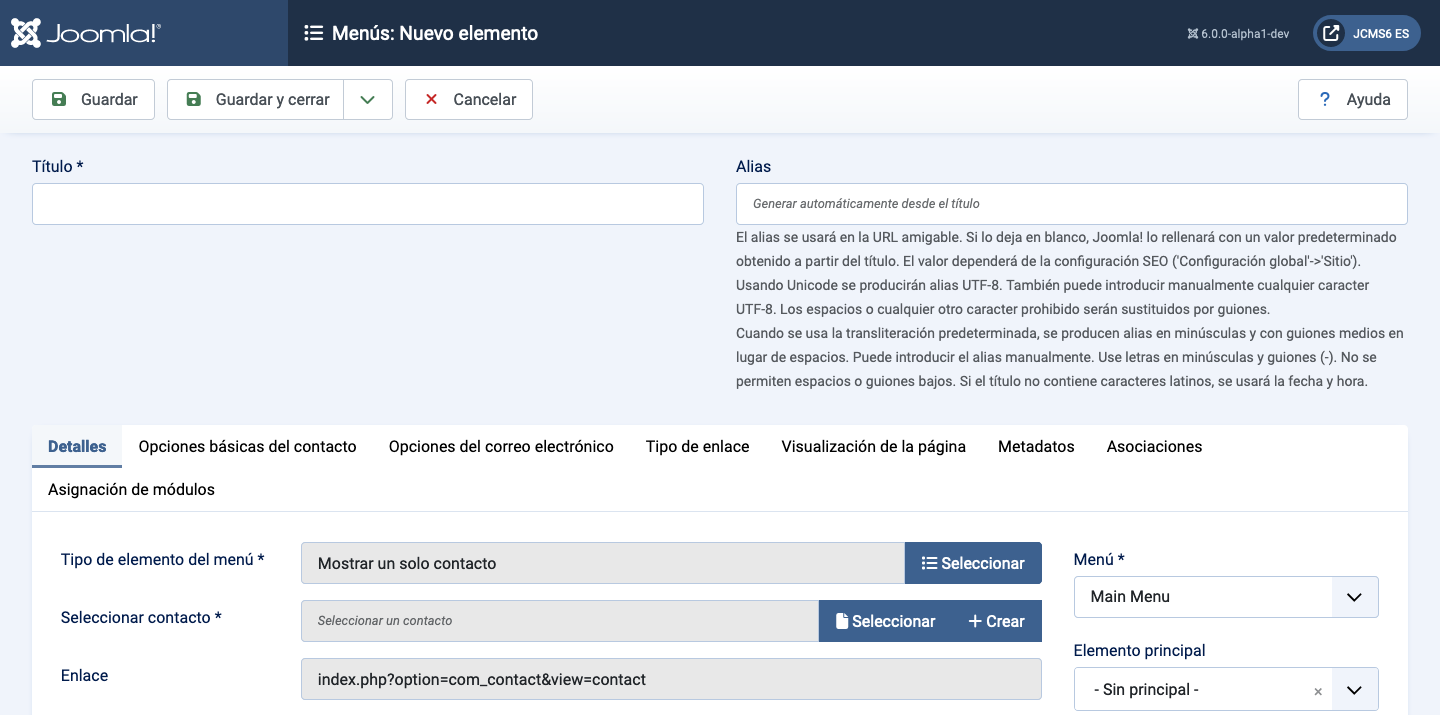 Joomla!®
Menús: Nuevo elemento
6.0.0-alpha1-dev
JCMS6 ES
Guardar
Guardar y cerrar
Cancelar
? Ayuda
Título *
Alias
Generar automáticamente desde el título
El alias se usará en la URL amigable. Si lo deja en blanco, Joomla! lo rellenará con un valor predeterminado
obtenido a partir del título. El valor dependerá de la configuración SEO ('Configuración global'->'Sitio').
Usando Unicode se producirán alias UTF-8. También puede introducir manualmente cualquier caracter
UTF-8. Los espacios o cualquier otro caracter prohibido serán sustituidos por guiones.
Cuando se usa la transliteración predeterminada, se producen alias en minúsculas y con guiones medios en
lugar de espacios. Puede introducir el alias manualmente. Use letras en minúsculas y guiones (-). No se
permiten espacios o guiones bajos. Si el título no contiene caracteres latinos, se usará la fecha y hora.
Detalles
Opciones básicas del contacto
Opciones del correo electrónico
Tipo de enlace
Visualización de la página
Metadatos
Asociaciones
Asignación de módulos
Tipo de elemento del menú *
Mostrar un solo contacto
Seleccionar
Seleccionar contacto *
Seleccionar un contacto
Seleccionar
Crear
Enlace
index.php?option=com_contact&view=contact
Menú *
Main Menu
Elemento principal
- Sin principal -